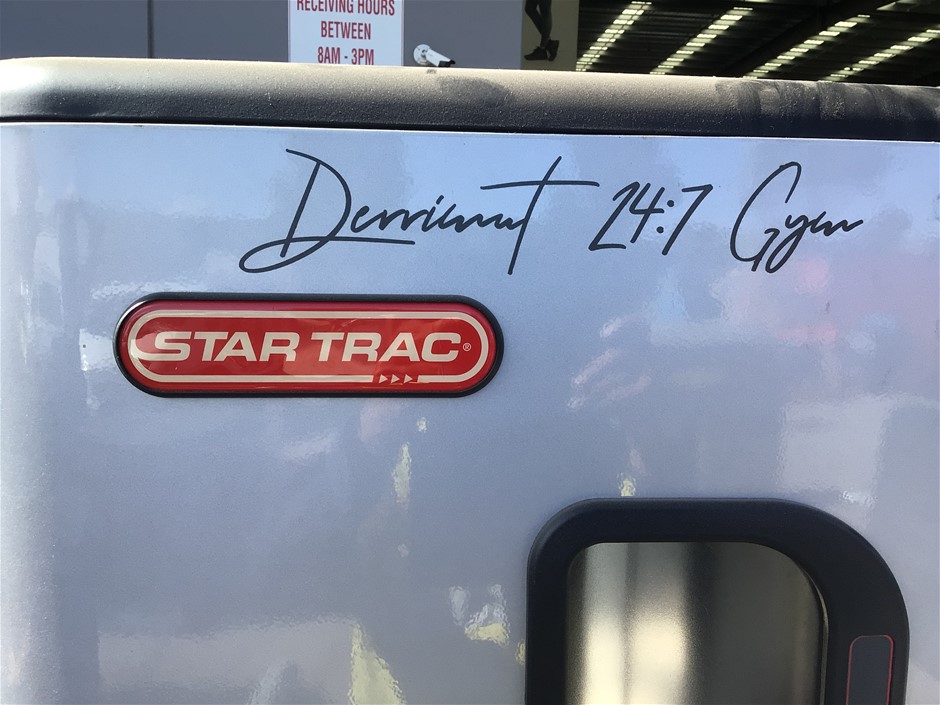 RECEIVING HOURS
BETWEEN
8AM - 3PM
Derrimut 24:7 Gym
STAR TRAC®